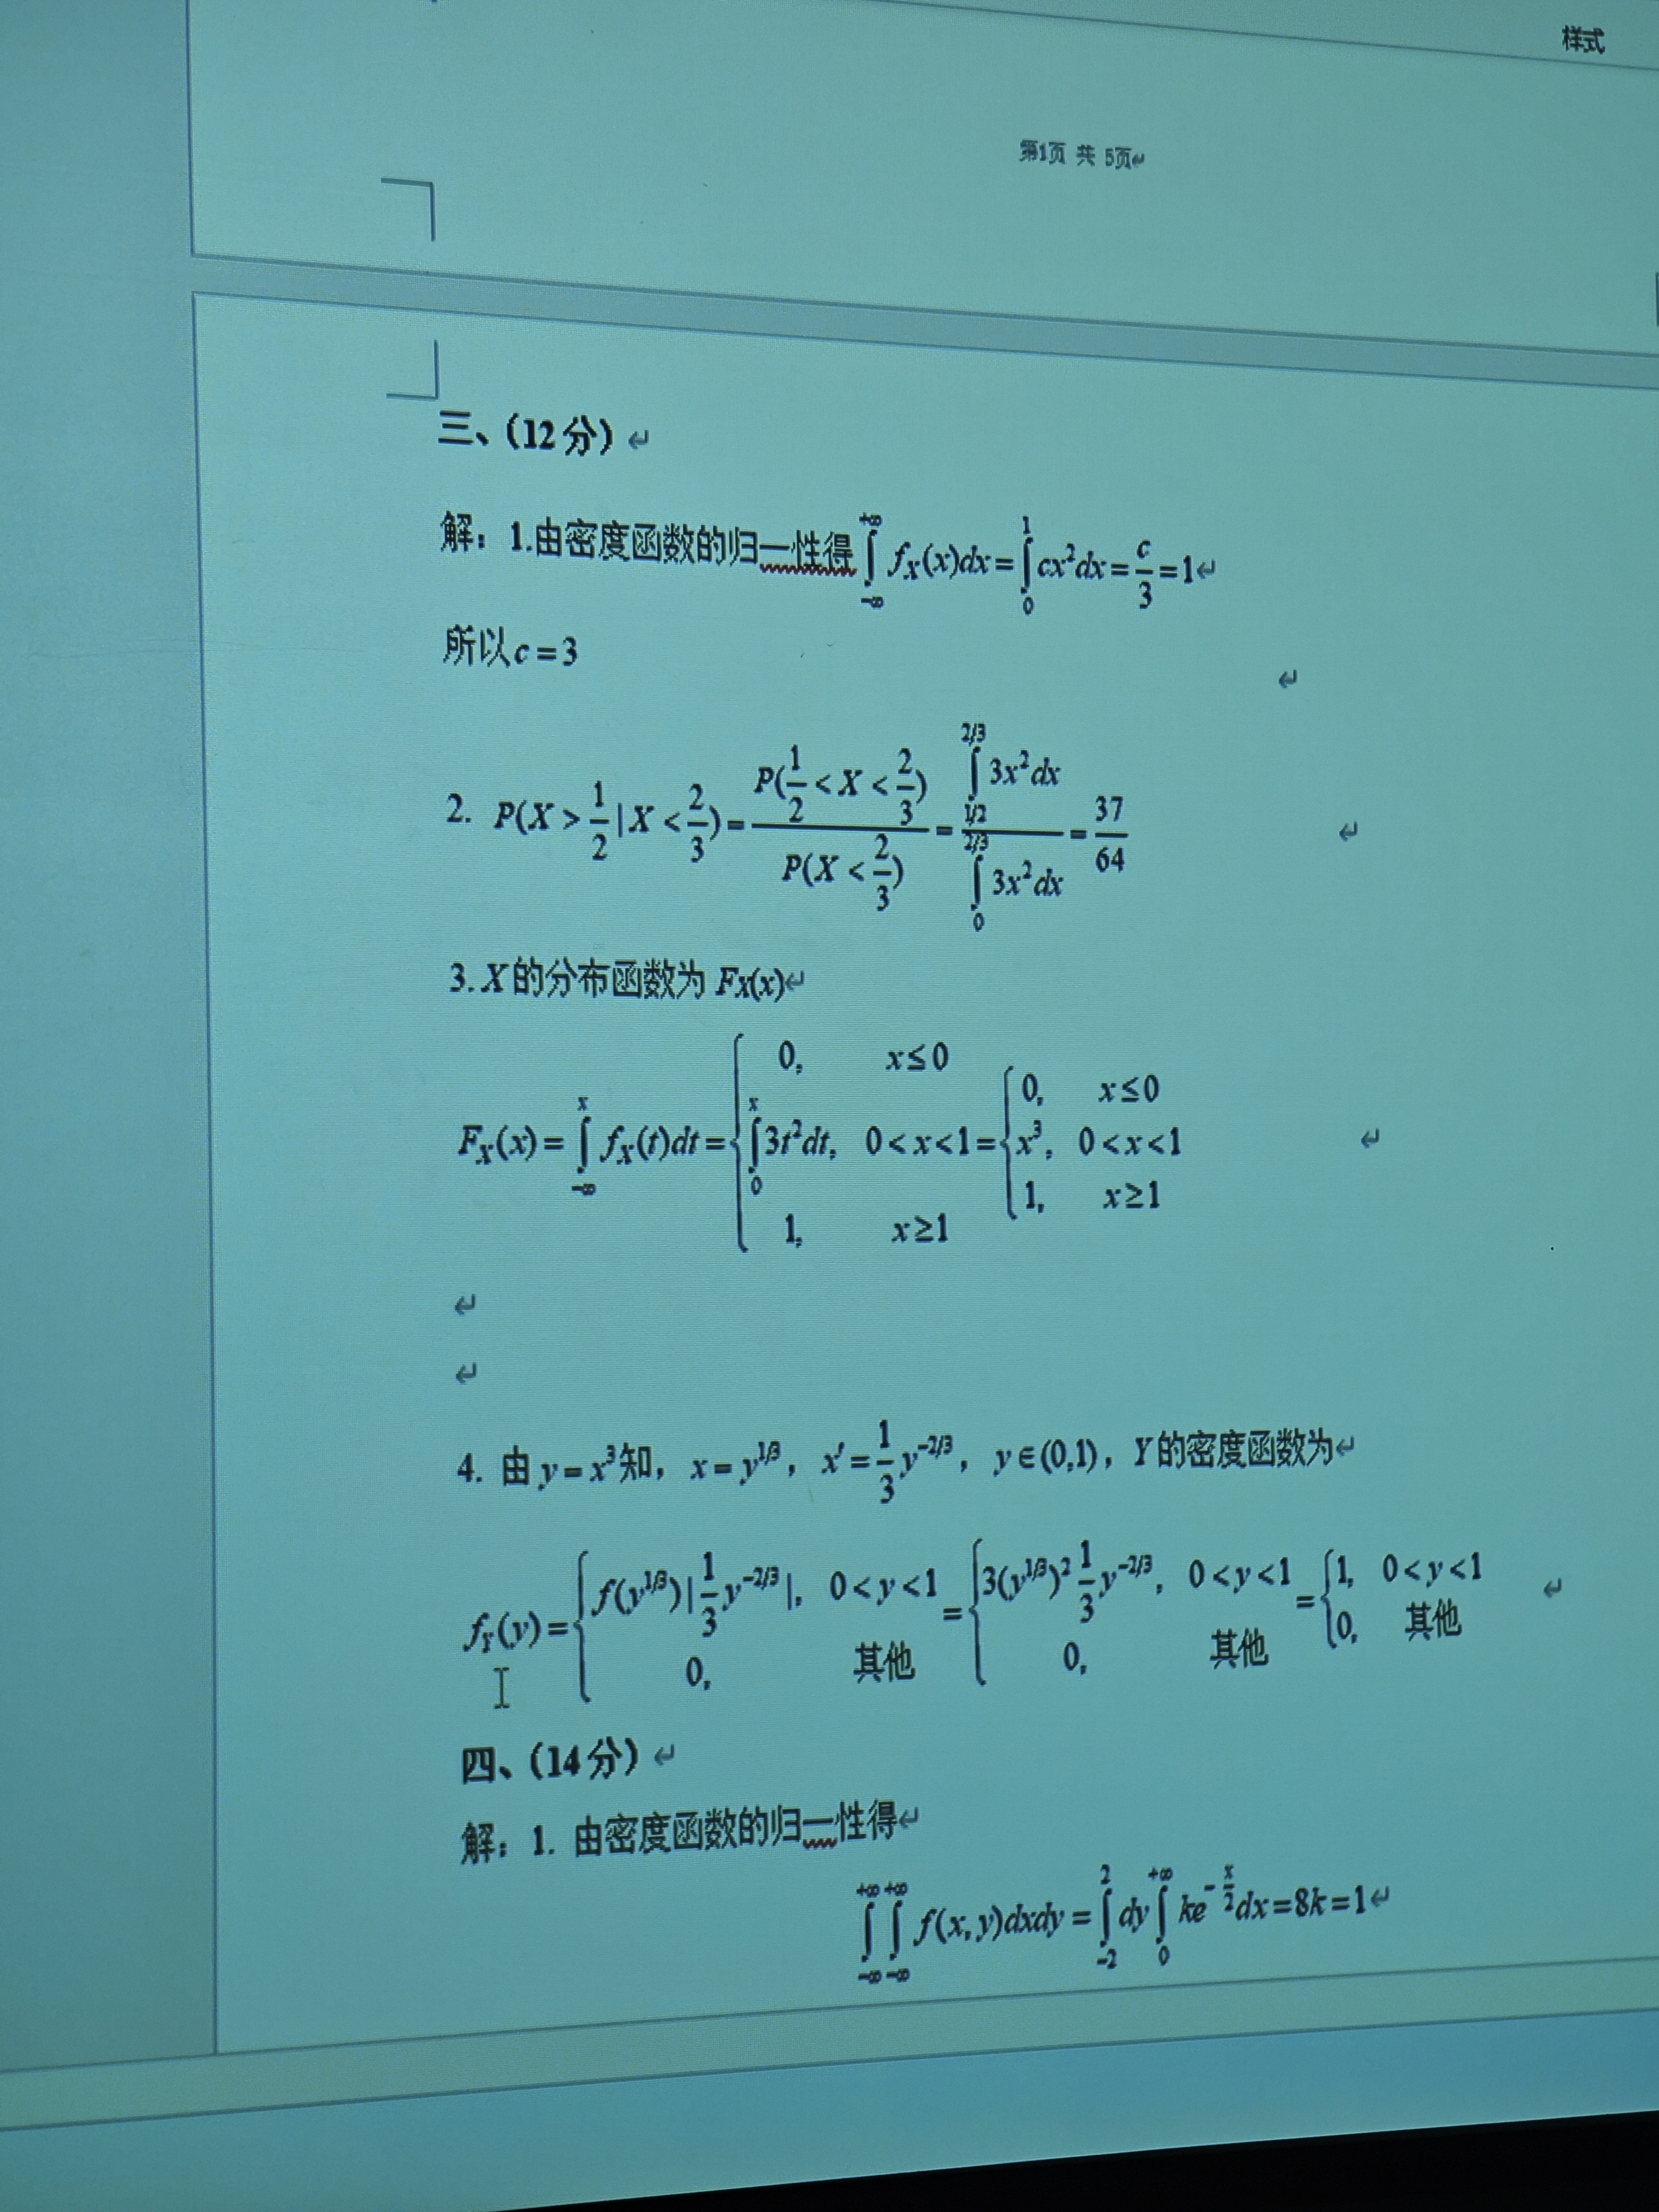 样式
第1页 共 5页
三、（12 分）
解：1.由密度函数的归一性得 $\int_{-\infty}^{+\infty} f_X(x)dx = \int_0^1 cx^2dx = \frac{c}{3} = 1$
所以 c = 3
2. $P(X > \frac{1}{2} | X < \frac{2}{3}) = \frac{P(\frac{1}{2} < X < \frac{2}{3})}{P(X < \frac{2}{3})} = \frac{\int_{1/2}^{2/3} 3x^2dx}{\int_0^{2/3} 3x^2dx} = \frac{37}{64}$
3. X 的分布函数为 Fx(x)
$F_X(x) = \int_{-\infty}^{x} f_X(t)dt = \begin{cases} 0, & x \le 0 \\ \int_0^x 3t^2dt, & 0 < x < 1 \\ 1, & x \ge 1 \end{cases} = \begin{cases} 0, & x \le 0 \\ x^3, & 0 < x < 1 \\ 1, & x \ge 1 \end{cases}$
4. 由 $y = x^3$ 知，$x = y^{1/3}$，$x' = \frac{1}{3}y^{-2/3}$，$y \in (0,1)$，Y 的密度函数为
$f_Y(y) = \begin{cases} f(y^{1/3})|\frac{1}{3}y^{-2/3}|, & 0 < y < 1 \\ 0, & 其他 \end{cases} = \begin{cases} 3(y^{1/3})^2\frac{1}{3}y^{-2/3}, & 0 < y < 1 \\ 0, & 其他 \end{cases} = \begin{cases} 1, & 0 < y < 1 \\ 0, & 其他 \end{cases}$
四、（14 分）
解：1. 由密度函数的归一性得
$\int_{-\infty}^{+\infty}\int_{-\infty}^{+\infty} f(x,y)dxdy = \int_{-2}^{2} dy \int_0^{+\infty} ke^{-\frac{x}{2}}dx = 8k = 1$